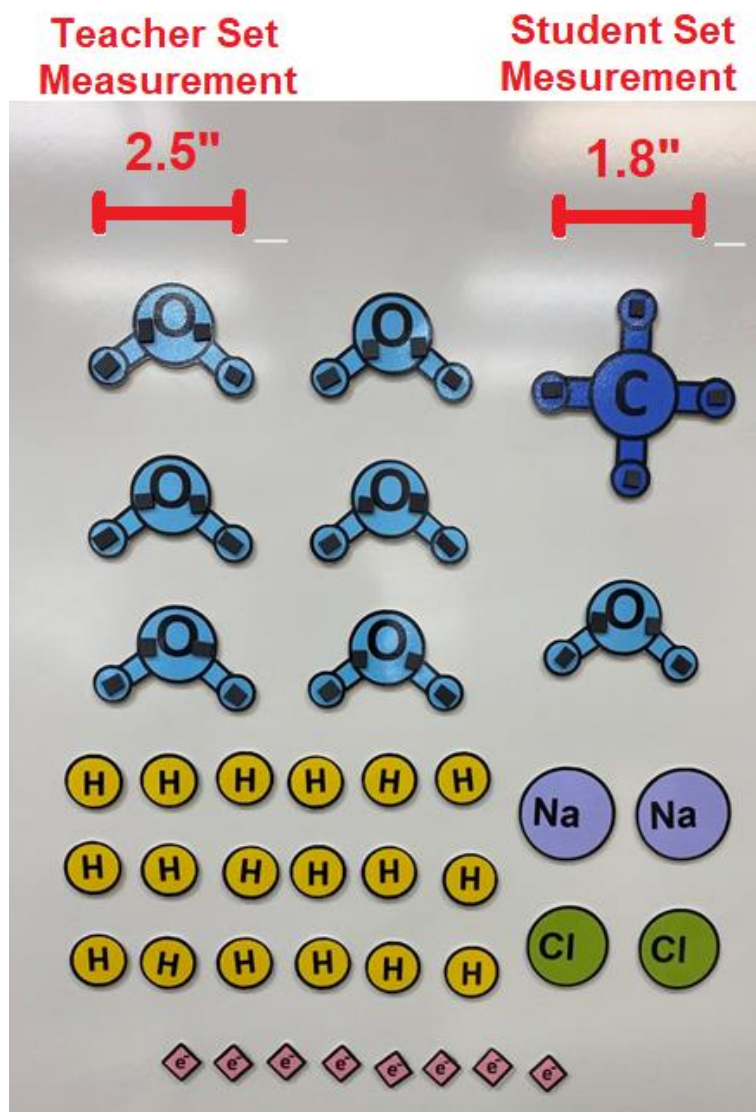 Teacher Set
Measurement
Student Set
Mesurement
2.5"
1.8"
O O C
O O
O O O
H H H H H H
Na Na
H H H H H H
Cl Cl
H H H H H H
e⁻ e⁻ e⁻ e⁻ e⁻ e⁻ e⁻ e⁻